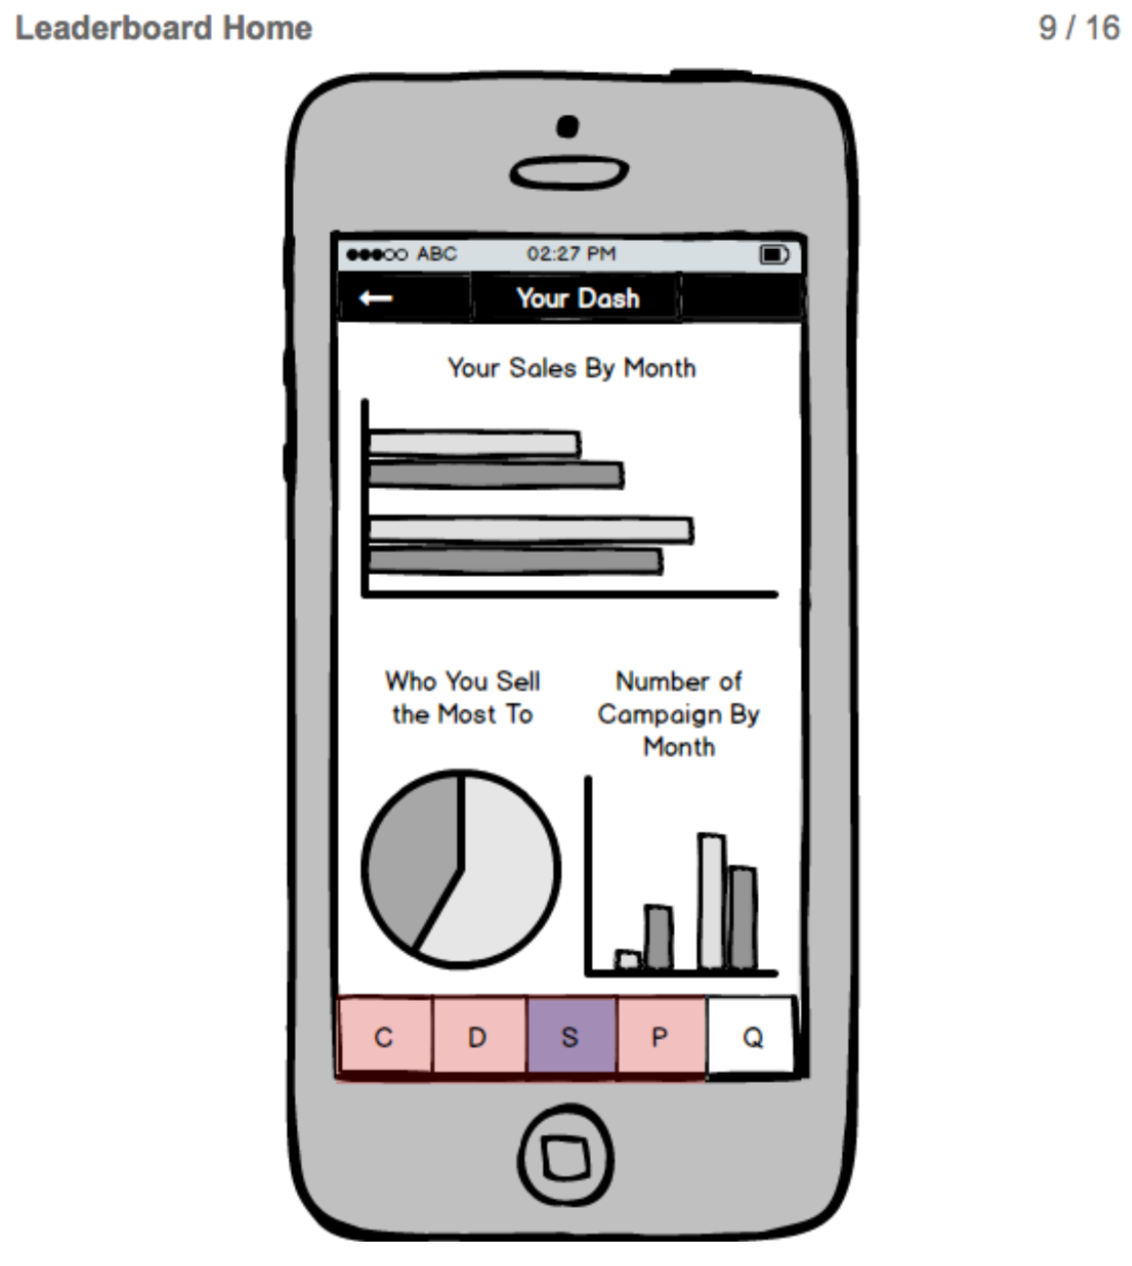 Leaderboard Home
9 / 16
ABC
02:27 PM
Your Dash
Your Sales By Month
Who You Sell
the Most To
Number of
Campaign By
Month
C
D
S
P
Q